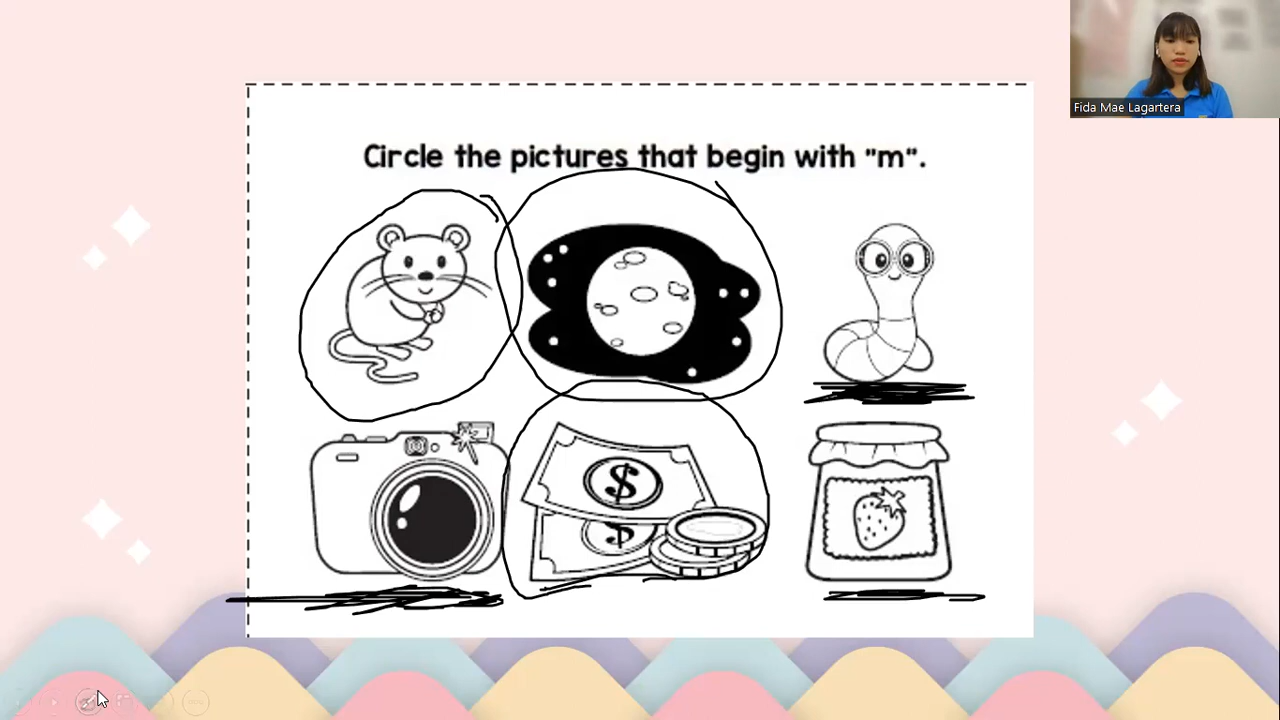 Fida Mae Lagartera
Circle the pictures that begin with "m".
$
$